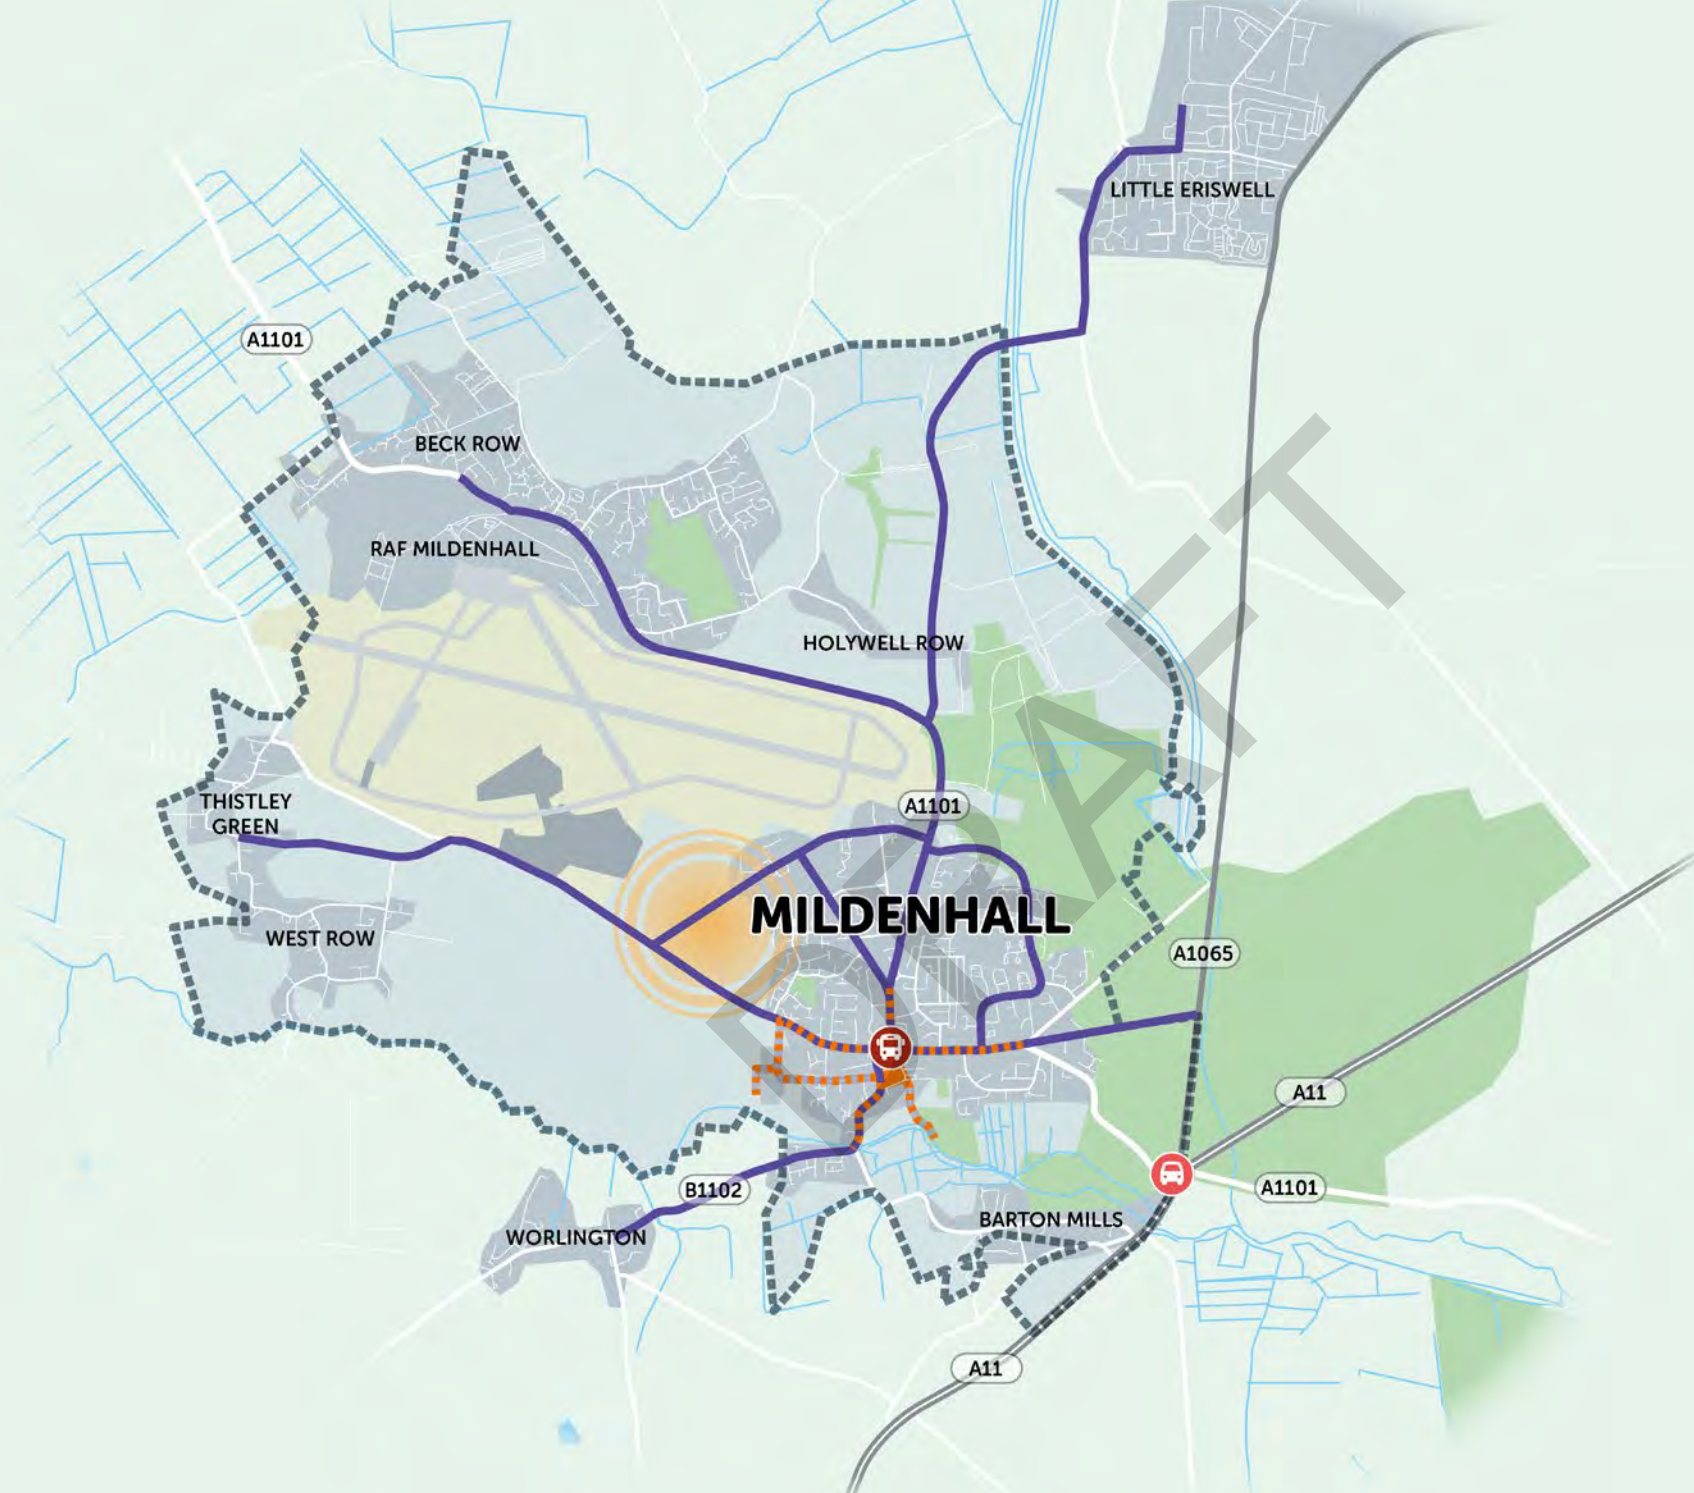 LITTLE ERISWELL
A1101
BECK ROW
RAF MILDENHALL
HOLYWELL ROW
THISTLEY
GREEN
A1101
MILDENHALL
WEST ROW
A1065
A11
B1102
A1101
BARTON MILLS
WORLINGTON
A11
DRAFT